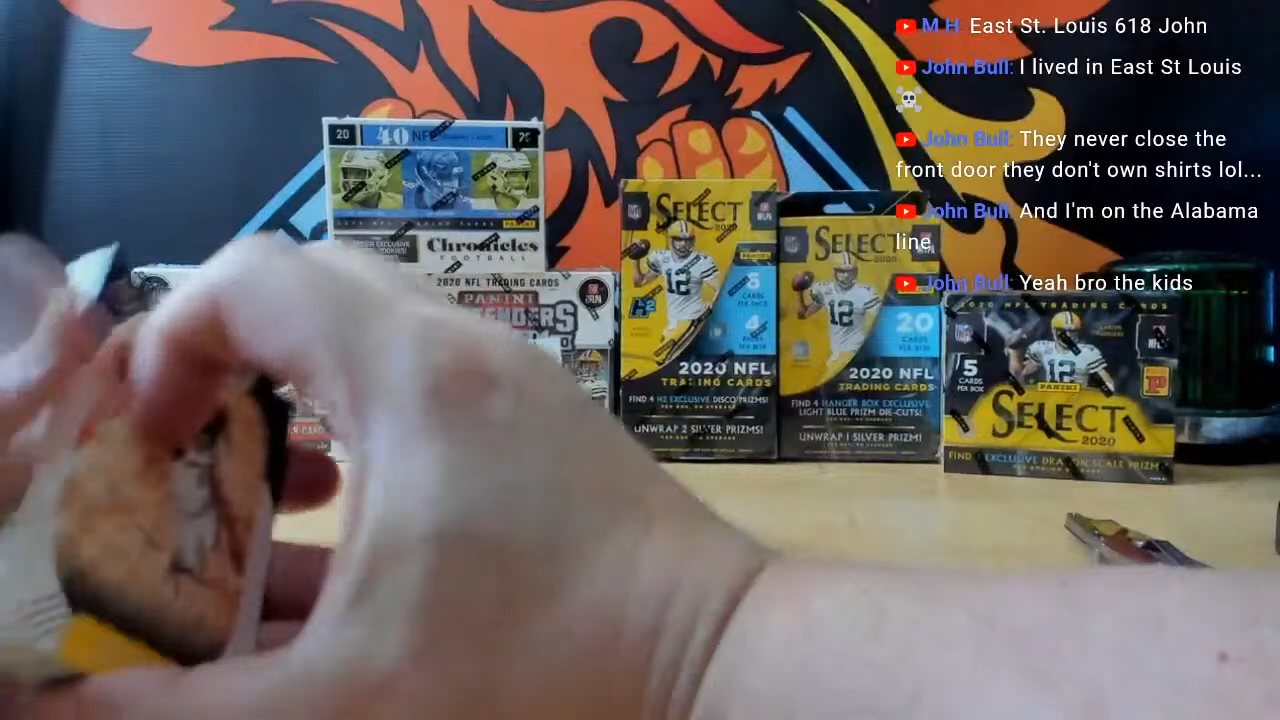 M H: East St. Louis 618 John
John Bull: I lived in East St Louis
John Bull: They never close the
front door they don't own shirts lol...
John Bull: And I'm on the Alabama
line
John Bull: Yeah bro the kids
20
40 NFL
Chronicles
FOOTBALL
2020 NFL TRADING CARDS
PANINI
SELECT
2020
12
H2
5
CARDS
PER PACK
4
PACKS
PER BOX
2020 NFL
TRADING CARDS
FIND 4 H2 EXCLUSIVE DISCO PRIZMS!
UNWRAP 2 SILVER PRIZMS!
SELECT
2020
12
20
CARDS
PER BOX
2020 NFL
TRADING CARDS
FIND 4 HANGER BOX EXCLUSIVE
LIGHT BLUE PRIZM DIE-CUTS!
UNWRAP 1 SILVER PRIZM!
2020 NFL TRADING CARDS
5
CARDS
PER BOX
12
PANINI
SELECT
2020
FIND 1 EXCLUSIVE DRAGON SCALE PRIZM